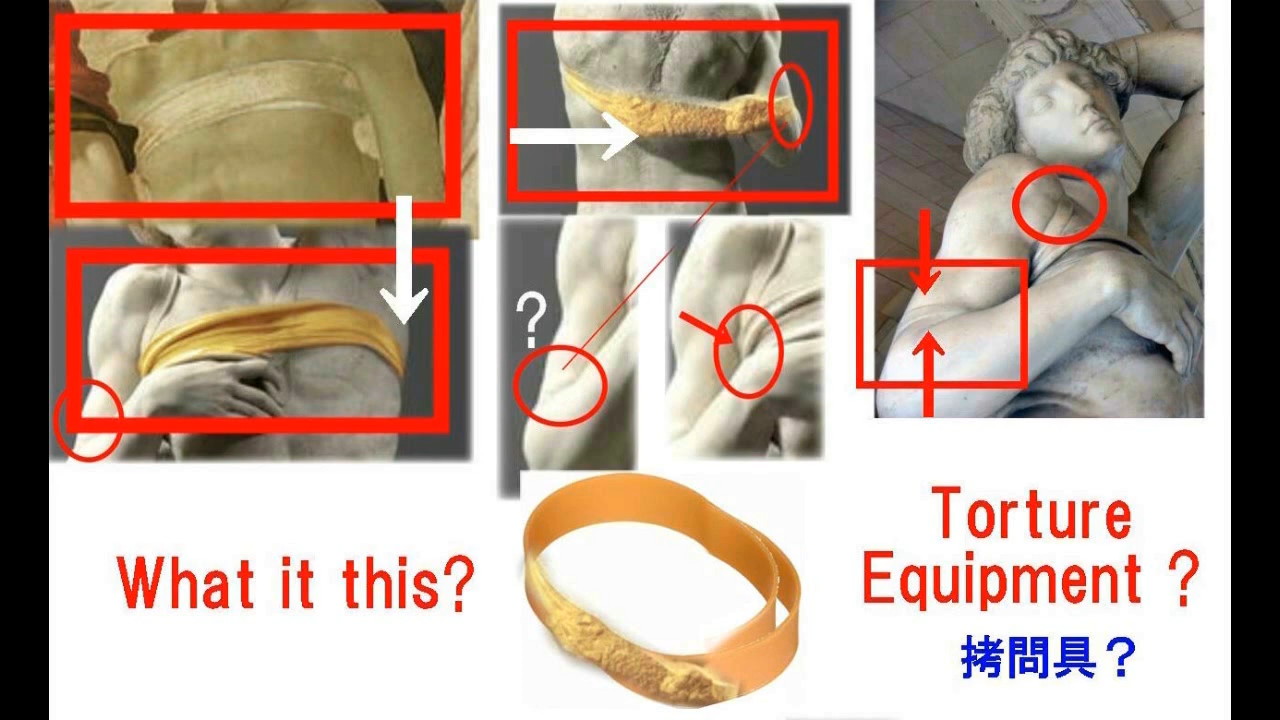 ?
What it this?
Torture
Equipment ?
拷問具？